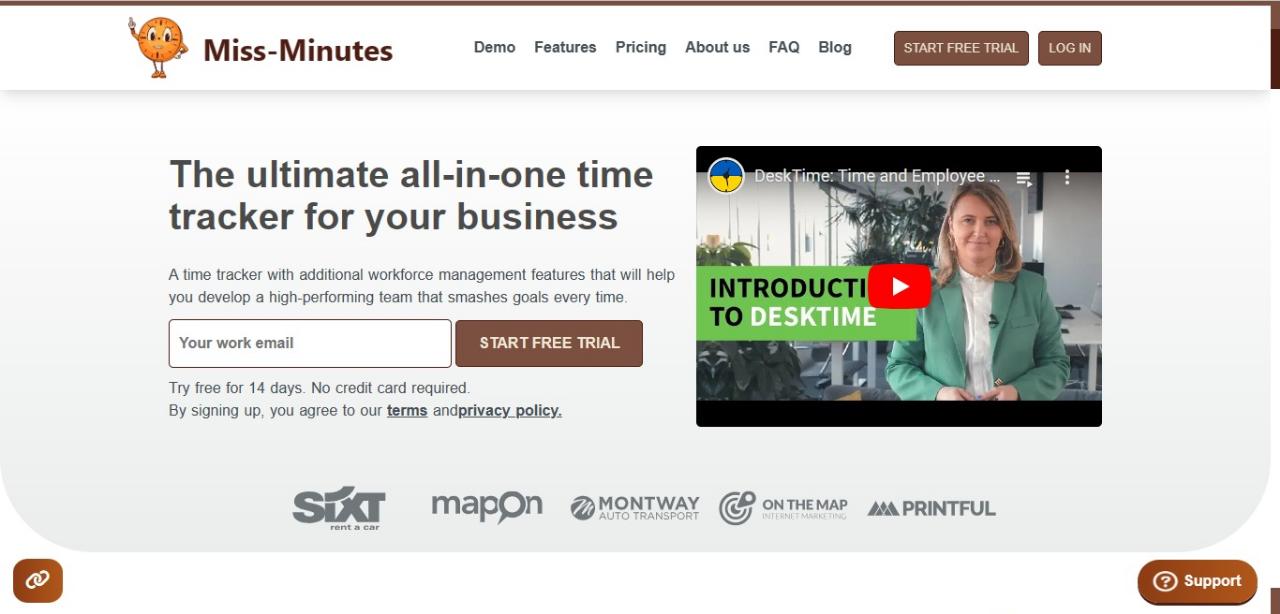 Miss-Minutes
Demo Features Pricing About us FAQ Blog
START FREE TRIAL
LOG IN
The ultimate all-in-one time
tracker for your business
A time tracker with additional workforce management features that will help
you develop a high-performing team that smashes goals every time.
Your work email
START FREE TRIAL
Try free for 14 days. No credit card required.
By signing up, you agree to our terms andprivacy policy.
DeskTime: Time and Employee ...
INTRODUCTI
TO DESKTIME
SiXT
rent a car
mapOn
MONTWAY
AUTO TRANSPORT
ON THE MAP
INTERNET MARKETING
PRINTFUL
Support